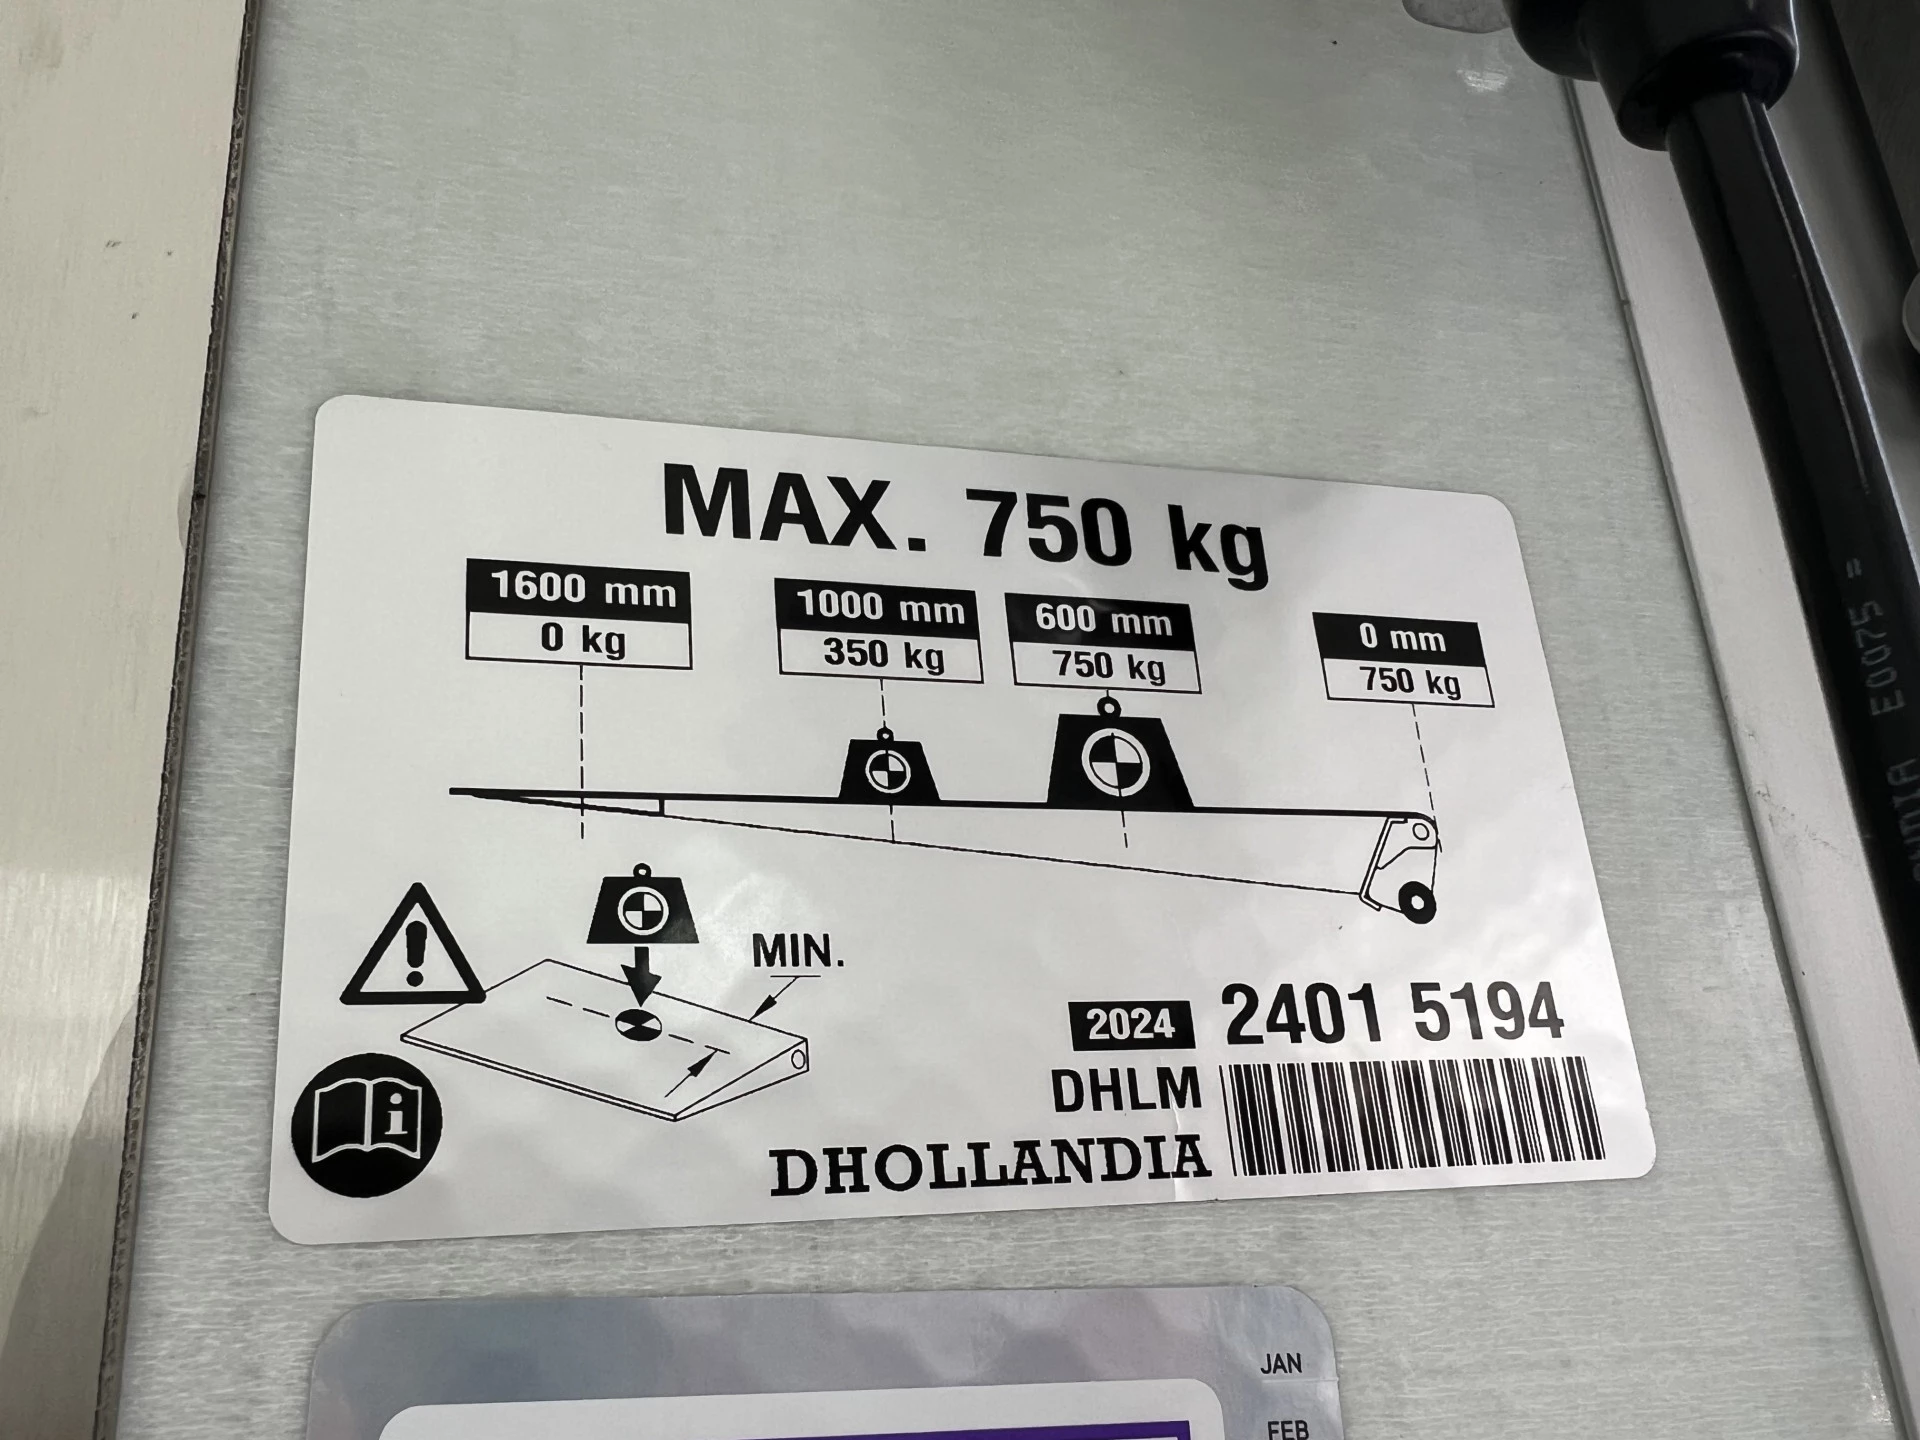 MAX. 750 kg
1600 mm
0 kg
1000 mm
350 kg
600 mm
750 kg
0 mm
750 kg
MIN.
2024 2401 5194
DHLM
DHOLLANDIA
i
JAN
FEB
E0075 =